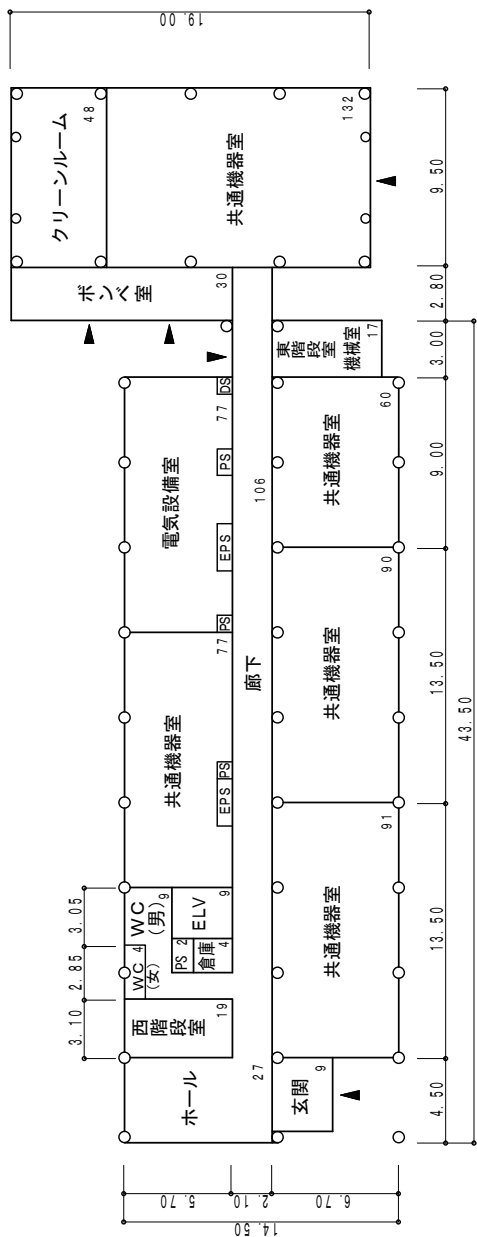 19.00
クリーンルーム
48
共通機器室
132
9.50
ボンベ室
30
2.80
東階段室
機械室
17
3.00
電気設備室
77
DS
PS
EPS
PS
共通機器室
60
9.00
廊下
106
共通機器室
77
PS
EPS
共通機器室
90
13.50
43.50
3.05
2.85
3.10
WC
(男)
9
WC
(女)
4
ELV
9
PS 2
倉庫
4
西階段室
19
共通機器室
91
13.50
ホール
27
玄関
9
4.50
5.70
2.10
6.70
14.50